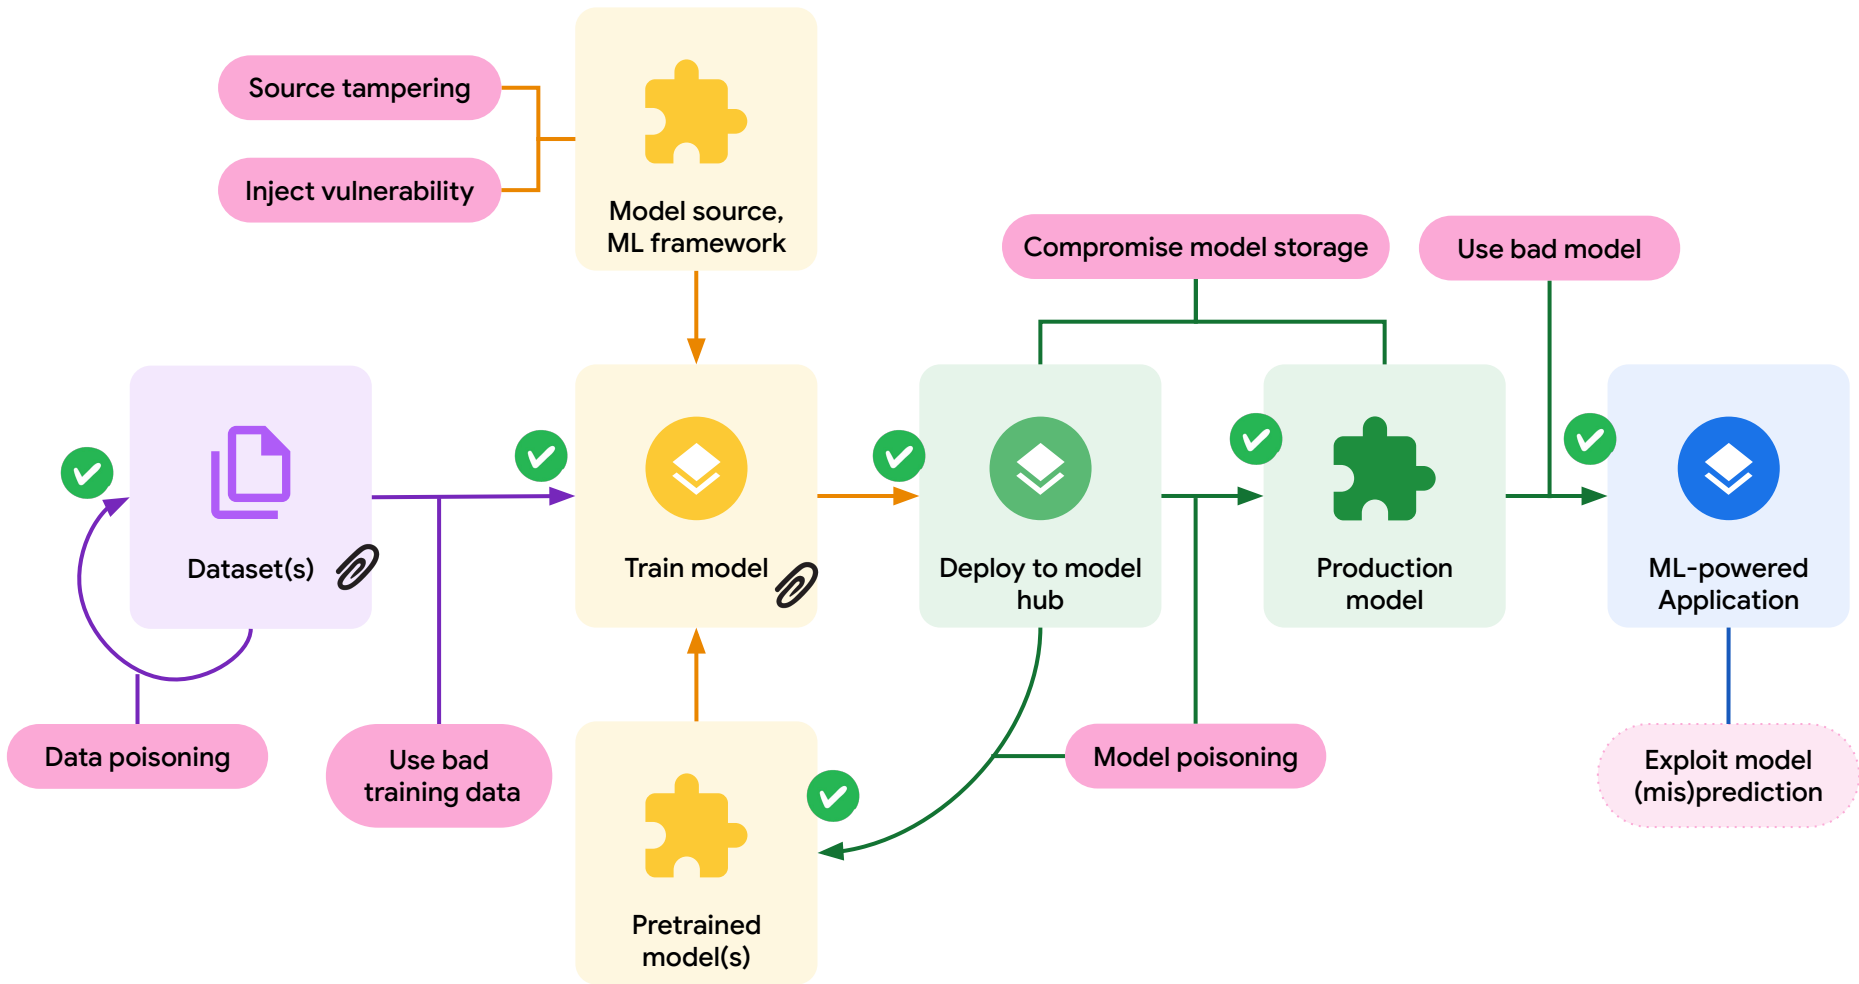 Source tampering
Inject vulnerability
Model source,
ML framework
Compromise model storage
Use bad model
Dataset(s)
Train model
Deploy to model
hub
Production
model
ML-powered
Application
Data poisoning
Use bad
training data
Model poisoning
Exploit model
(mis)prediction
Pretrained
model(s)